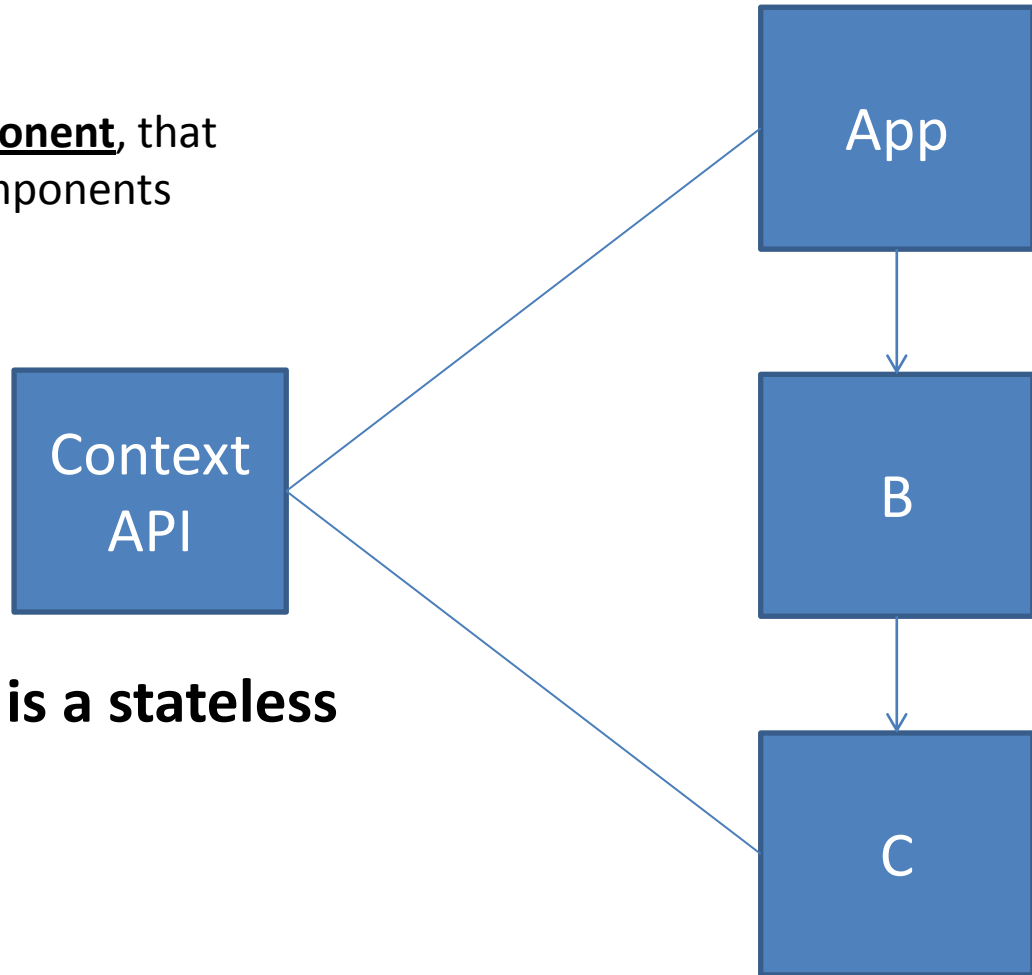 onent, that
nponents
App
Context
API
B
is a stateless
C